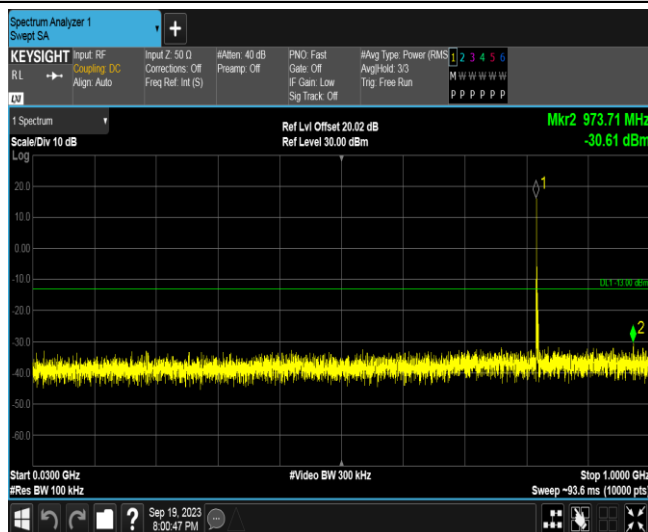 Spectrum Analyzer 1
Swept SA
+
KEYSIGHT Input: RF Input Z: 50 Ω #Atten: 40 dB PNO: Fast #Avg Type: Power (RMS 1 2 3 4 5 6
RL Coupling: DC Corrections: Off Preamp: Off Gate: Off Avg|Hold: 3/3 M W W W W W
Align: Auto Freq Ref: Int (S) IF Gain: Low Trig: Free Run
LXI Sig Track: Off P P P P P P
1 Spectrum Ref Lvl Offset 20.02 dB Mkr2 973.71 MHz
Scale/Div 10 dB Ref Level 30.00 dBm -30.61 dBm
Log
1
20.0
10.0
0.00
-10.0
DL1 -13.00 dBm
-20.0
2
-30.0
-40.0
-50.0
-60.0
Start 0.0300 GHz #Video BW 300 kHz Stop 1.0000 GHz
#Res BW 100 kHz Sweep ~93.6 ms (10000 pts)
? Sep 19, 2023
8:00:47 PM